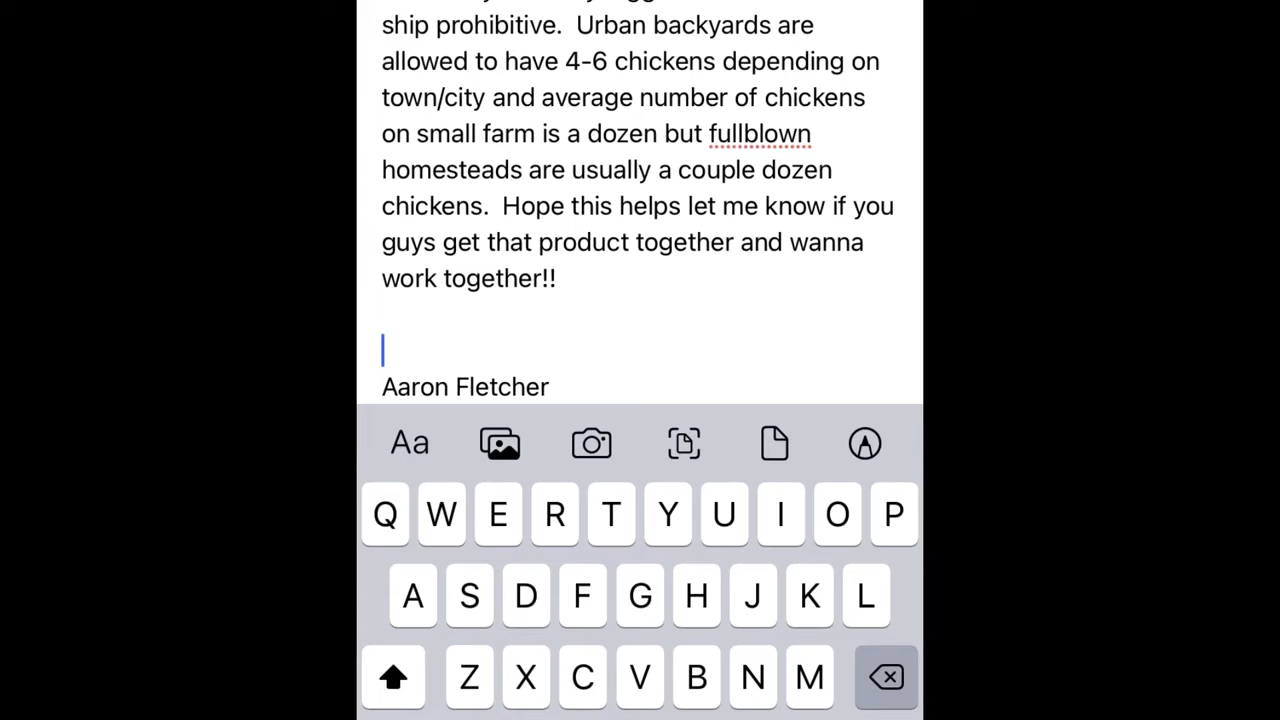 ship prohibitive.  Urban backyards are
allowed to have 4-6 chickens depending on
town/city and average number of chickens
on small farm is a dozen but fullblown
homesteads are usually a couple dozen
chickens.  Hope this helps let me know if you
guys get that product together and wanna
work together!!
Aaron Fletcher
Aa
Q W E R T Y U I O P
A S D F G H J K L
Z X C V B N M